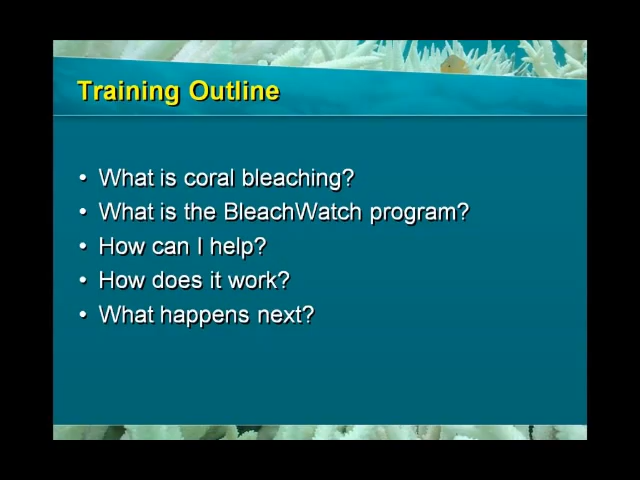 Training Outline
• What is coral bleaching?
• What is the BleachWatch program?
• How can I help?
• How does it work?
• What happens next?